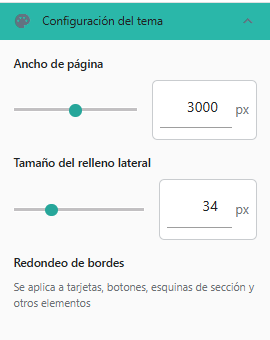 Configuración del tema
Ancho de página
3000 px
Tamaño del relleno lateral
34 px
Redondeo de bordes
Se aplica a tarjetas, botones, esquinas de sección y
otros elementos